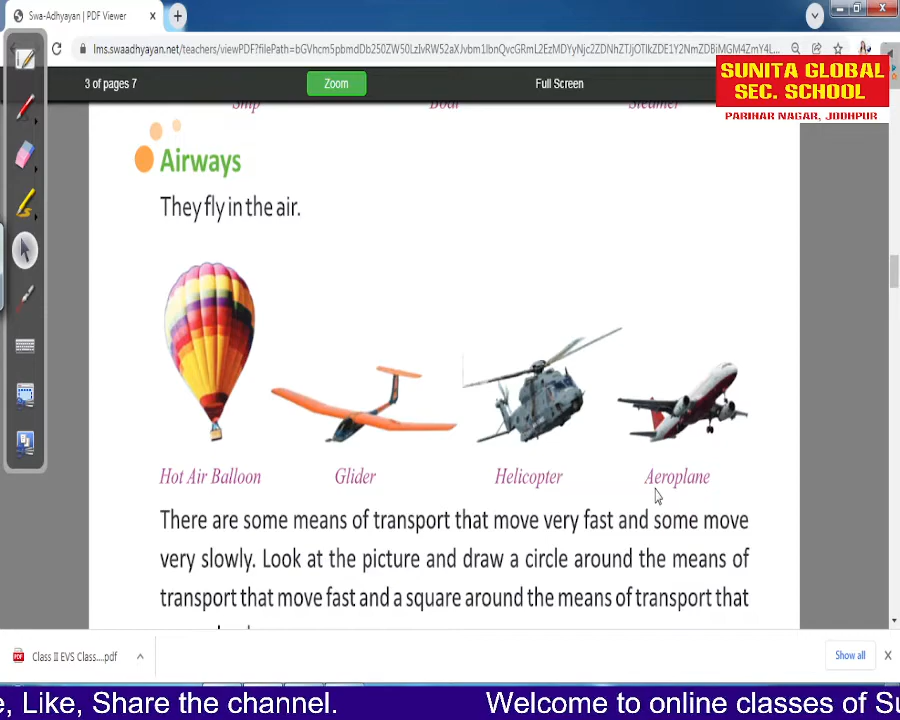 Swa-Adhyayan | PDF Viewer
3 of pages 7
Zoom
Full Screen
SUNITA GLOBAL
SEC. SCHOOL
PARIHAR NAGAR, JODHPUR
Ship
Boat
Steamer
Airways
They fly in the air.
Hot Air Balloon
Glider
Helicopter
Aeroplane
There are some means of transport that move very fast and some move
very slowly. Look at the picture and draw a circle around the means of
transport that move fast and a square around the means of transport that
Class II EVS Class....pdf
Show all
e, Like, Share the channel.
Welcome to online classes of Su